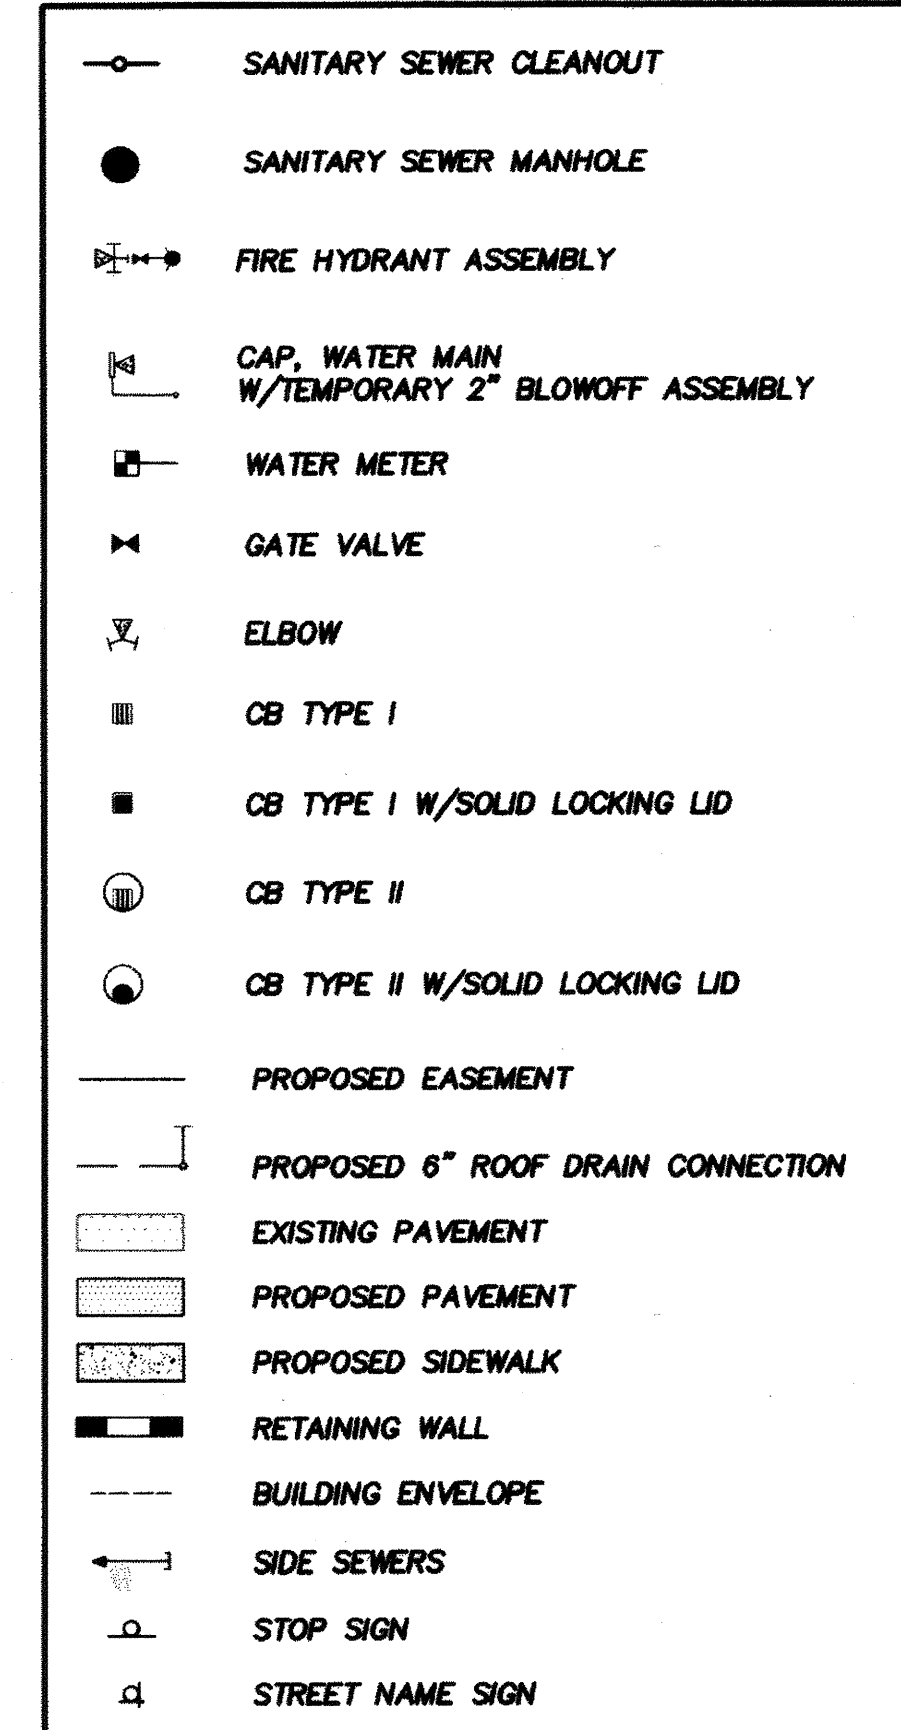 SANITARY SEWER CLEANOUT
SANITARY SEWER MANHOLE
FIRE HYDRANT ASSEMBLY
CAP, WATER MAIN
W/TEMPORARY 2" BLOWOFF ASSEMBLY
WATER METER
GATE VALVE
ELBOW
CB TYPE I
CB TYPE I W/SOLID LOCKING LID
CB TYPE II
CB TYPE II W/SOLID LOCKING LID
PROPOSED EASEMENT
PROPOSED 6" ROOF DRAIN CONNECTION
EXISTING PAVEMENT
PROPOSED PAVEMENT
PROPOSED SIDEWALK
RETAINING WALL
BUILDING ENVELOPE
SIDE SEWERS
STOP SIGN
STREET NAME SIGN